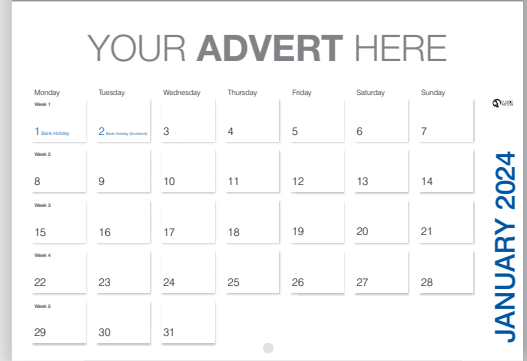 YOUR ADVERT HERE
Monday Tuesday Wednesday Thursday Friday Saturday Sunday
Week 1
1 Bank Holiday 2 Bank Holiday (Scotland) 3 4 5 6 7
Week 2
8 9 10 11 12 13 14
Week 3
15 16 17 18 19 20 21
Week 4
22 23 24 25 26 27 28
Week 5
29 30 31
JANUARY 2024